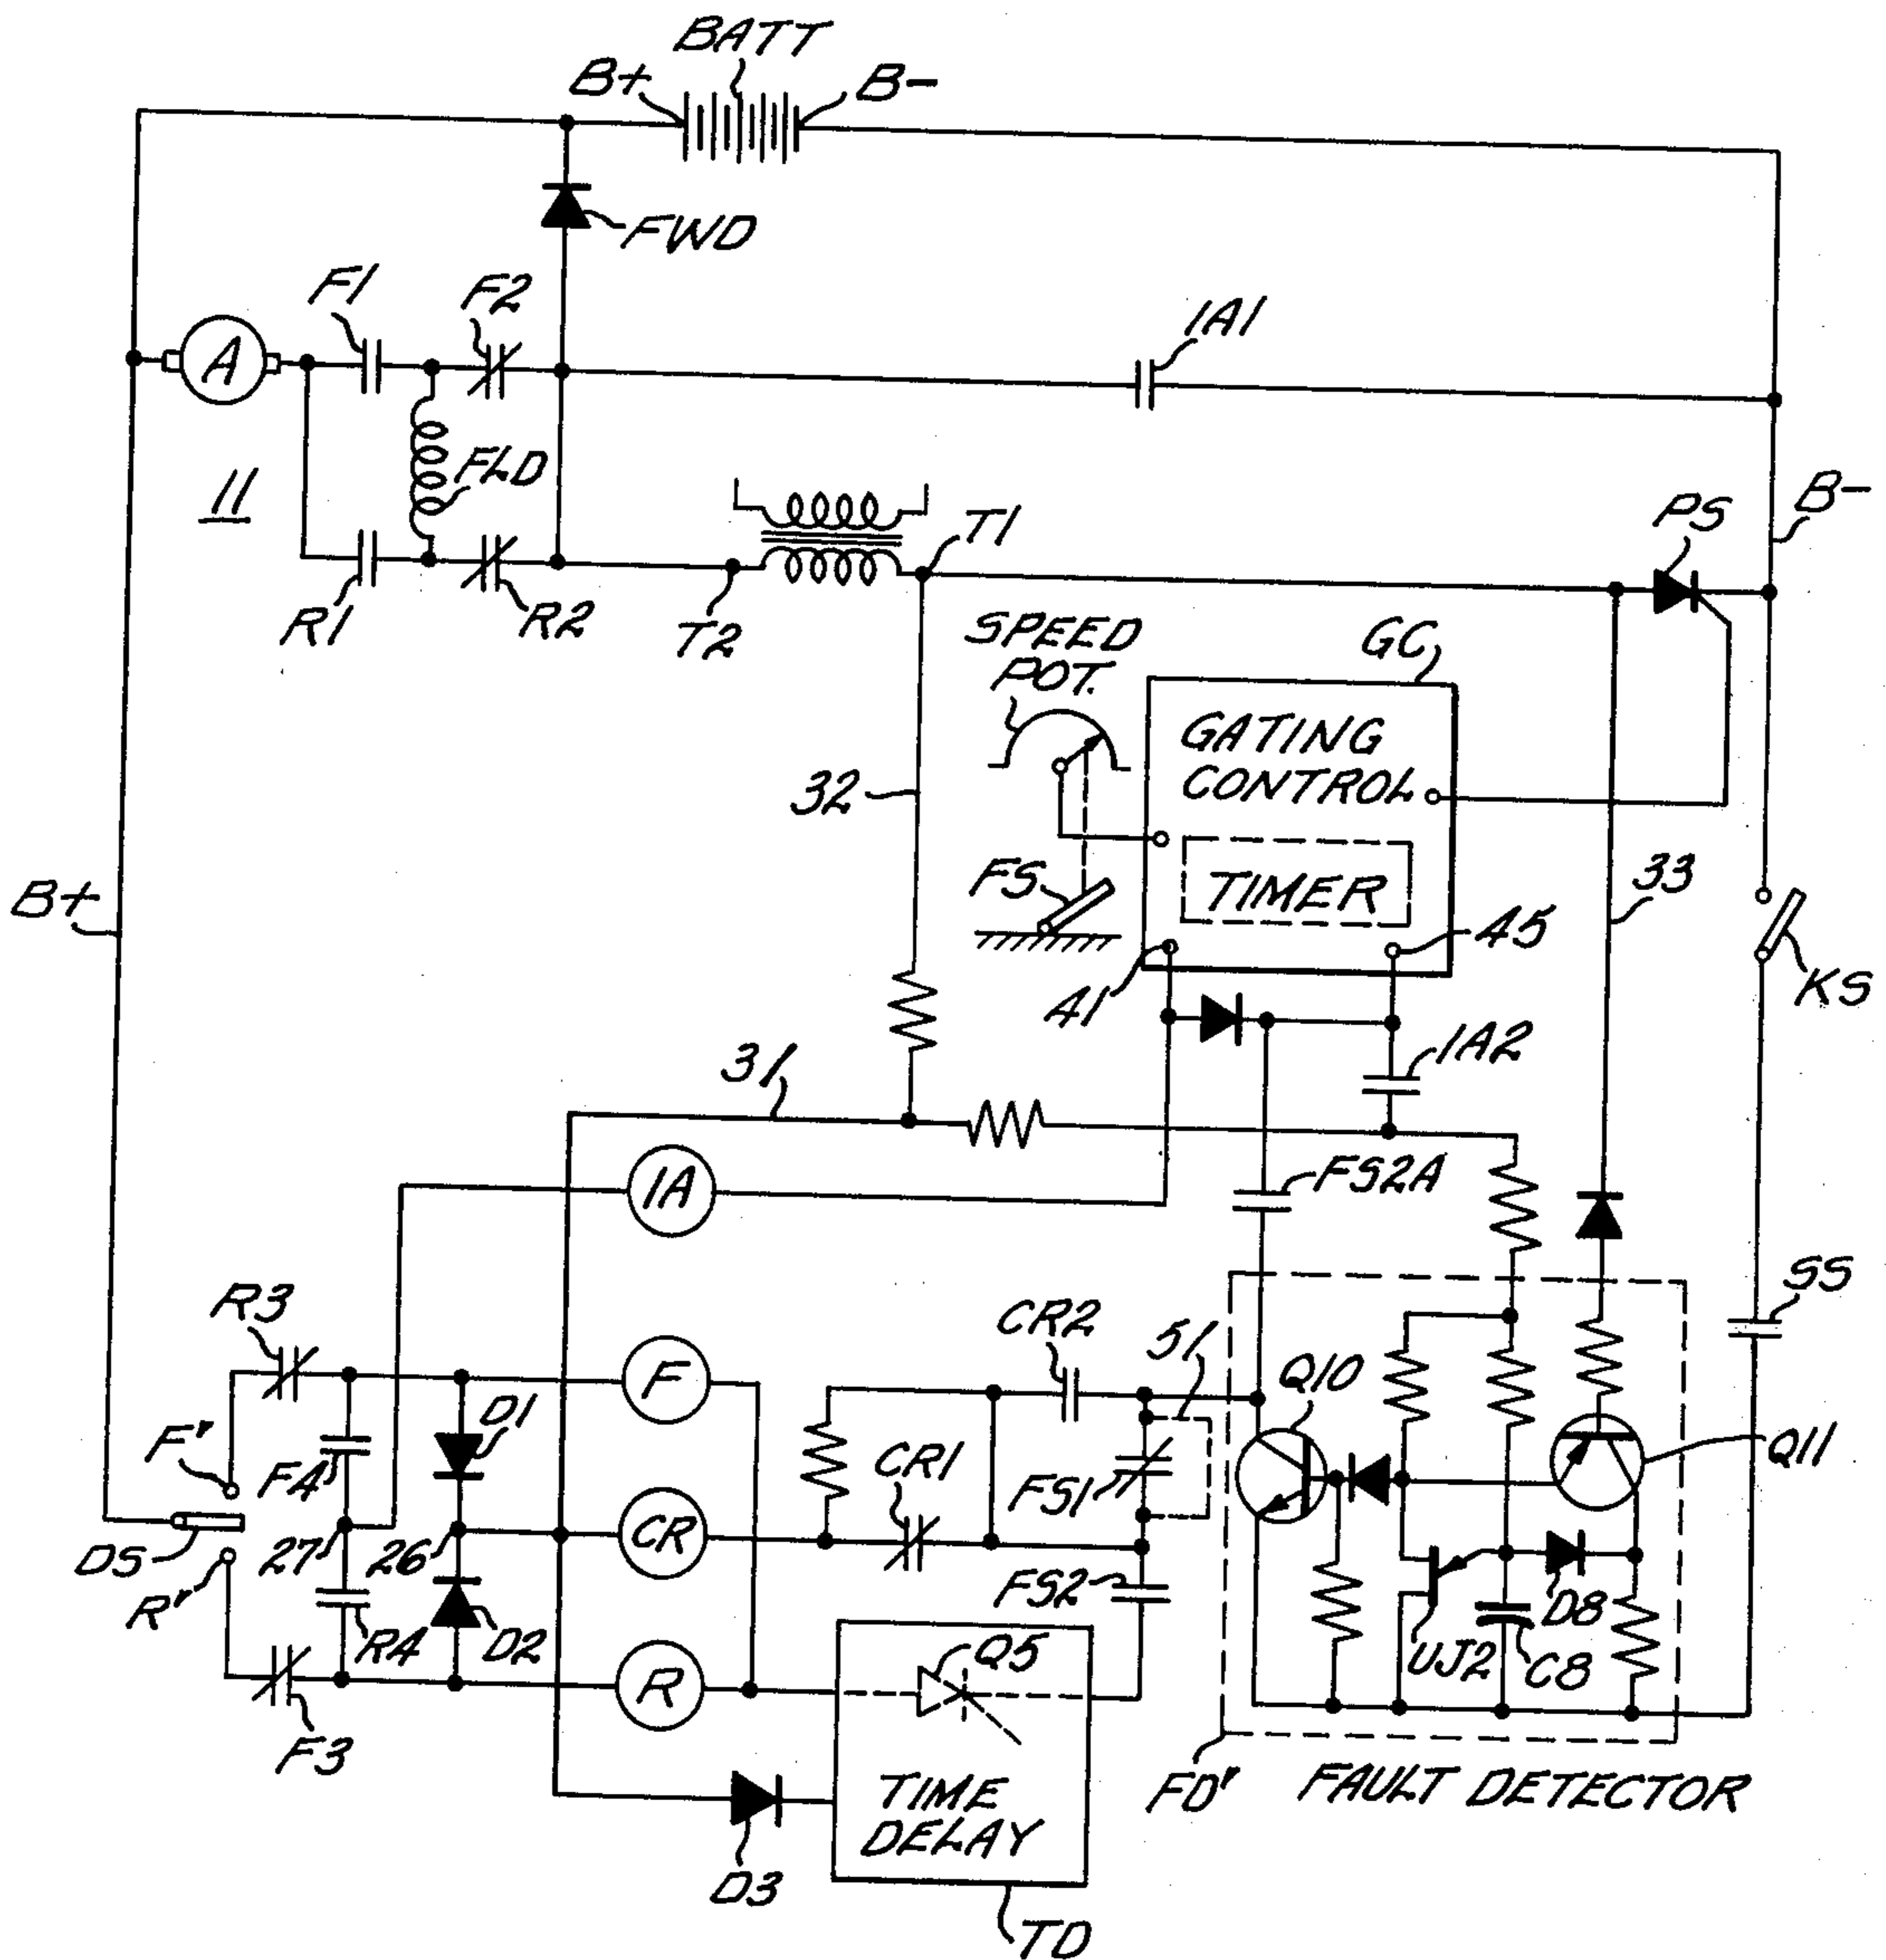 BATT
B+
B-
FWD
F1
F2
1A1
A
FLD
11
B-
PS
T1
R1
R2
T2
SPEED
POT.
GC
GATING
CONTROL
32
33
B+
FS
TIMER
45
KS
41
31
1A2
1A
FS2A
SS
R3
CR2
51
Q10
F
D1
F'
F4
CR1
FS1
Q11
CR
DS
27
26
FS2
R'
R4
D2
UJ2
C8
D8
Q5
R
F3
TIME
DELAY
FD'
FAULT DETECTOR
D3
TD